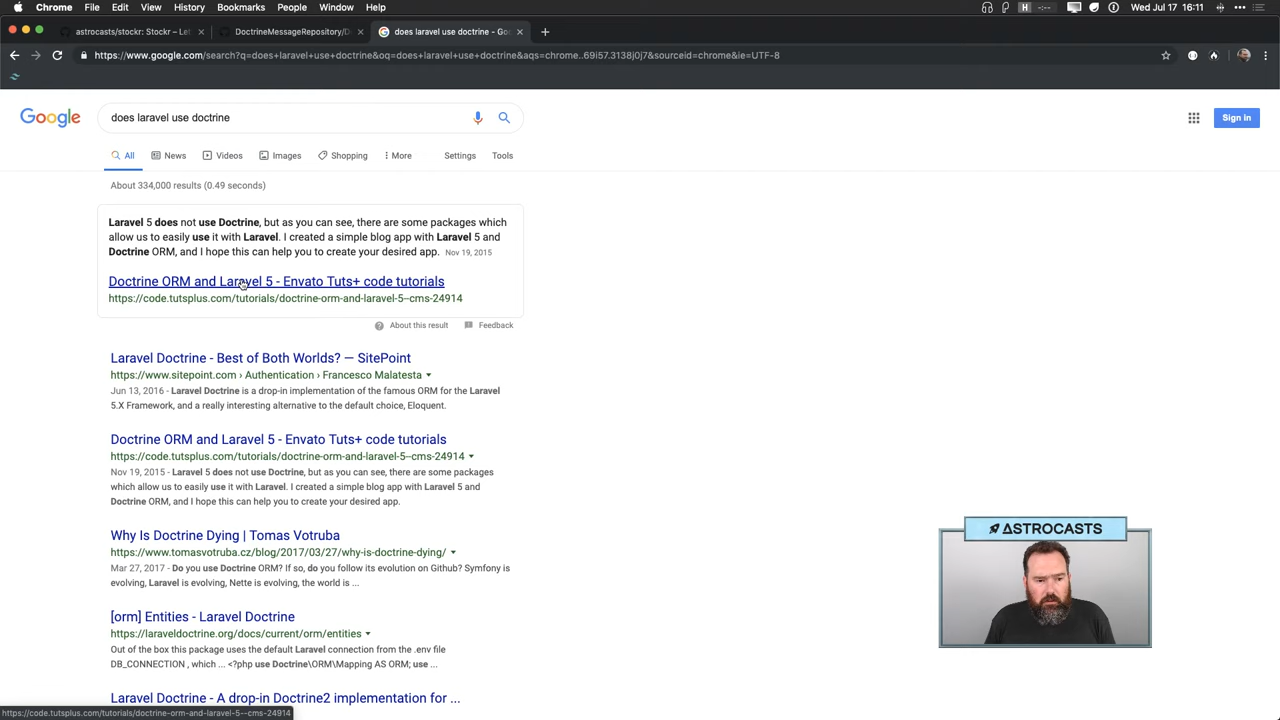 Chrome File Edit View History Bookmarks People Window Help Wed Jul 17 16:11
astrocasts/stockr: Stockr – Let DoctrineMessageRepository/D does laravel use doctrine - Goo
https://www.google.com/search?q=does+laravel+use+doctrine&oq=does+laravel+use+doctrine&aqs=chrome..69i57.3138j0j7&sourceid=chrome&ie=UTF-8
Google does laravel use doctrine Sign in
All News Videos Images Shopping More Settings Tools
About 334,000 results (0.49 seconds)
Laravel 5 does not use Doctrine, but as you can see, there are some packages which
allow us to easily use it with Laravel. I created a simple blog app with Laravel 5 and
Doctrine ORM, and I hope this can help you to create your desired app. Nov 19, 2015
Doctrine ORM and Laravel 5 - Envato Tuts+ code tutorials
https://code.tutsplus.com/tutorials/doctrine-orm-and-laravel-5--cms-24914
About this result Feedback
Laravel Doctrine - Best of Both Worlds? — SitePoint
https://www.sitepoint.com › Authentication › Francesco Malatesta
Jun 13, 2016 - Laravel Doctrine is a drop-in implementation of the famous ORM for the Laravel
5.X Framework, and a really interesting alternative to the default choice, Eloquent.
Doctrine ORM and Laravel 5 - Envato Tuts+ code tutorials
https://code.tutsplus.com/tutorials/doctrine-orm-and-laravel-5--cms-24914
Nov 19, 2015 - Laravel 5 does not use Doctrine, but as you can see, there are some packages
which allow us to easily use it with Laravel. I created a simple blog app with Laravel 5 and
Doctrine ORM, and I hope this can help you to create your desired app.
Why Is Doctrine Dying | Tomas Votruba
https://www.tomasvotruba.cz/blog/2017/03/27/why-is-doctrine-dying/
Mar 27, 2017 - Do you use Doctrine ORM? If so, do you follow its evolution on Github? Symfony is
evolving, Laravel is evolving, Nette is evolving, the world is ...
[orm] Entities - Laravel Doctrine
https://laraveldoctrine.org/docs/current/orm/entities
Out of the box this package uses the default Laravel connection from the .env file
DB_CONNECTION , which ... <?php use Doctrine\ORM\Mapping AS ORM; use ...
Laravel Doctrine - A drop-in Doctrine2 implementation for ...
https://code.tutsplus.com/tutorials/doctrine-orm-and-laravel-5--cms-24914
ASTROCASTS